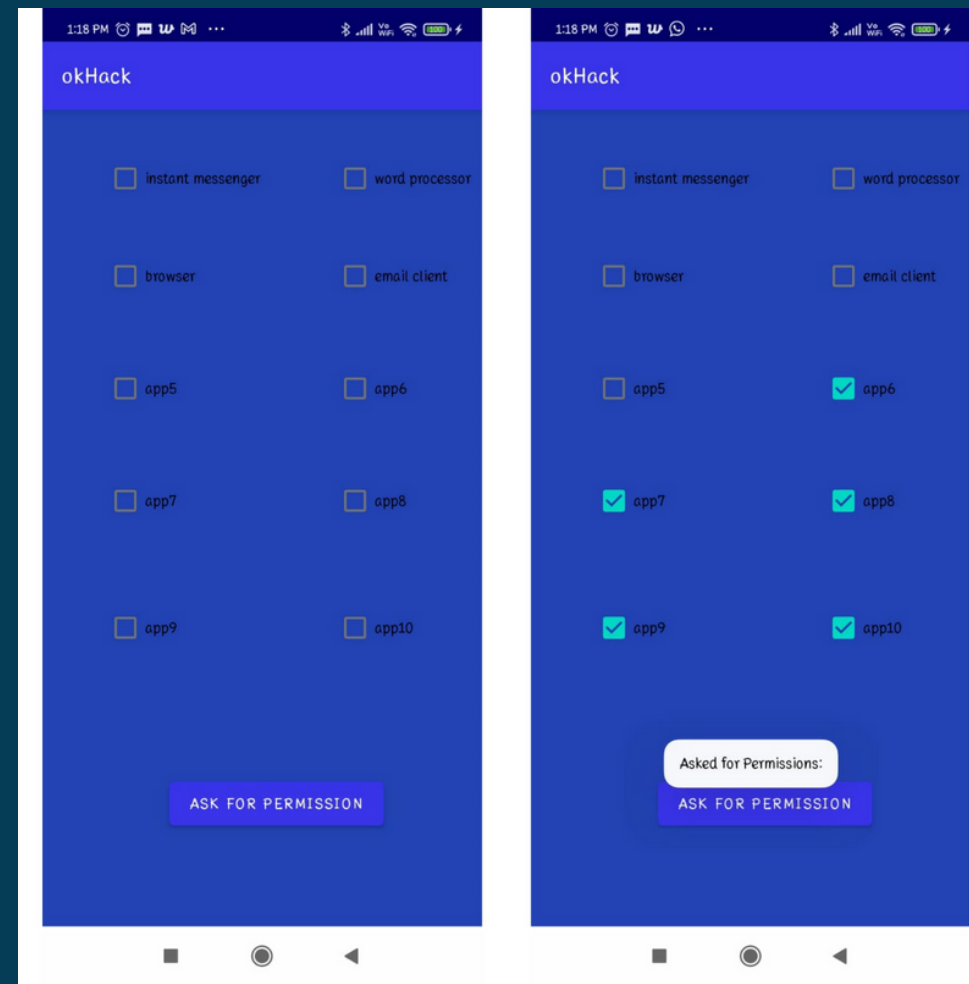 1:18 PM
okHack
instant messenger word processor
browser email client
app5 app6
app7 app8
app9 app10
ASK FOR PERMISSION
1:18 PM
okHack
instant messenger word processor
browser email client
app5 app6
app7 app8
app9 app10
Asked for Permissions:
ASK FOR PERMISSION